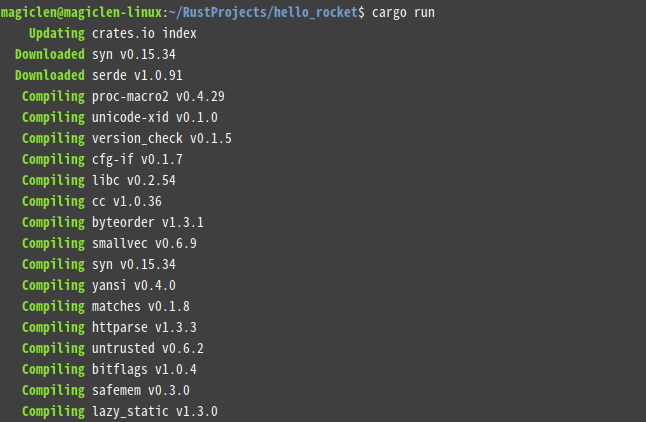 magiclen@magiclen-linux:~/RustProjects/hello_rocket$ cargo run
Updating crates.io index
Downloaded syn v0.15.34
Downloaded serde v1.0.91
Compiling proc-macro2 v0.4.29
Compiling unicode-xid v0.1.0
Compiling version_check v0.1.5
Compiling cfg-if v0.1.7
Compiling libc v0.2.54
Compiling cc v1.0.36
Compiling byteorder v1.3.1
Compiling smallvec v0.6.9
Compiling syn v0.15.34
Compiling yansi v0.4.0
Compiling matches v0.1.8
Compiling httparse v1.3.3
Compiling untrusted v0.6.2
Compiling bitflags v1.0.4
Compiling safemem v0.3.0
Compiling lazy_static v1.3.0